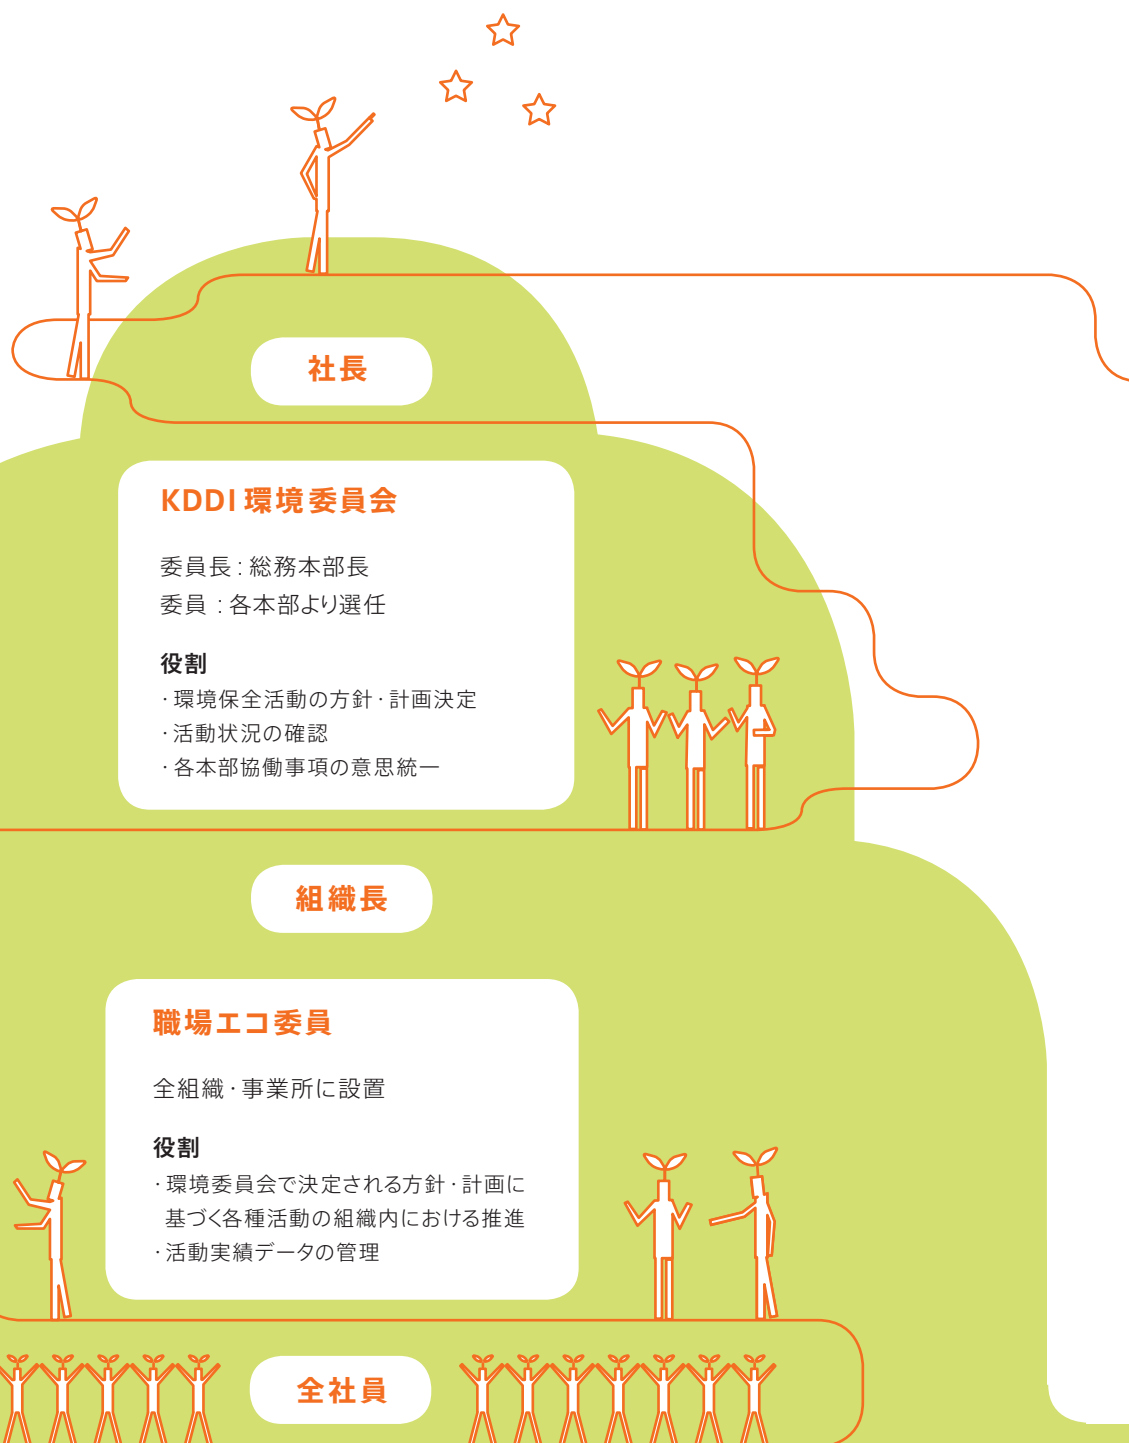 社長
KDDI 環境委員会
委員長 : 総務本部長
委員 : 各本部より選任
役割
・環境保全活動の方針・計画決定
・活動状況の確認
・各本部協働事項の意思統一
組織長
職場エコ委員
全組織・事業所に設置
役割
・環境委員会で決定される方針・計画に
基づく各種活動の組織内における推進
・活動実績データの管理
全社員